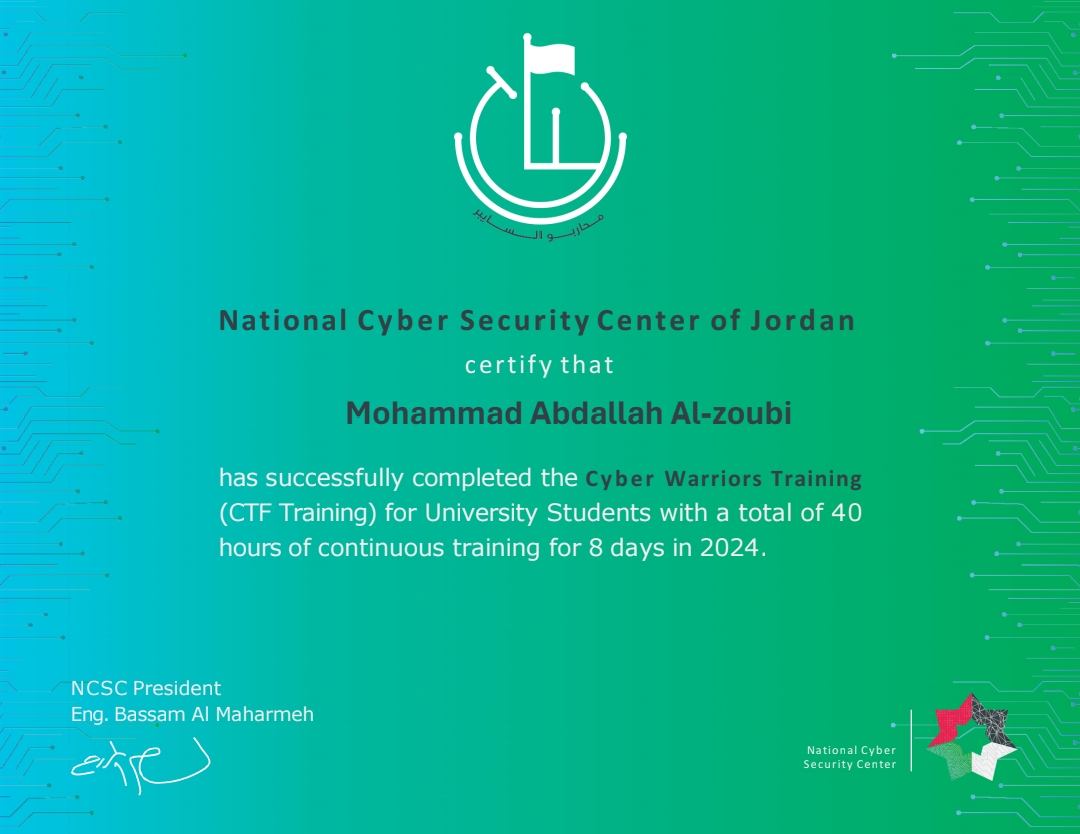 محاربو السايبر
National Cyber Security Center of Jordan
certify that
Mohammad Abdallah Al-zoubi
has successfully completed the Cyber Warriors Training
(CTF Training) for University Students with a total of 40
hours of continuous training for 8 days in 2024.
NCSC President
Eng. Bassam Al Maharmeh
National Cyber
Security Center